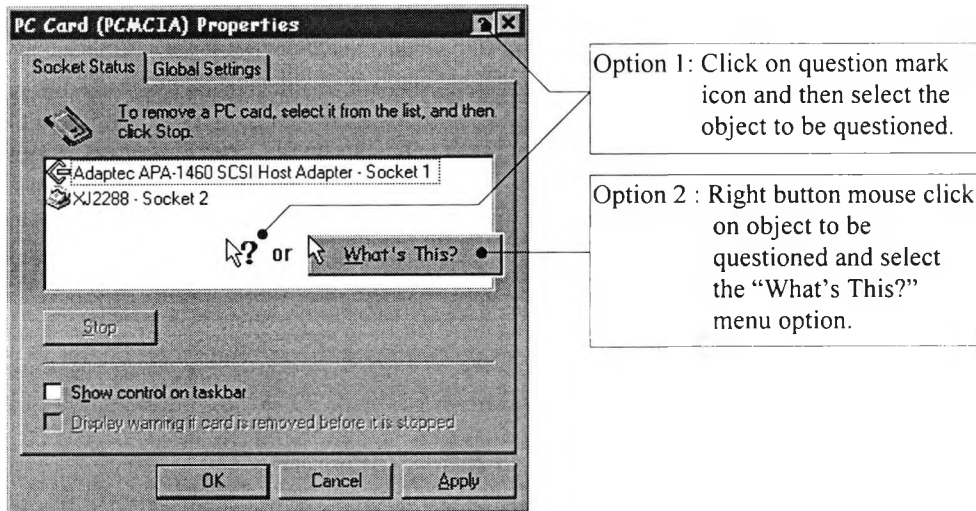 PC Card (PCMCIA) Properties
Socket Status
Global Settings
To remove a PC card, select it from the list, and then
click Stop.
Adaptec APA-1460 SCSI Host Adapter - Socket 1
XJ2288 - Socket 2
? or What's This?
Stop
Show control on taskbar
Display warning if card is removed before it is stopped
OK Cancel Apply
Option 1: Click on question mark
icon and then select the
object to be questioned.
Option 2 : Right button mouse click
on object to be
questioned and select
the “What's This?”
menu option.